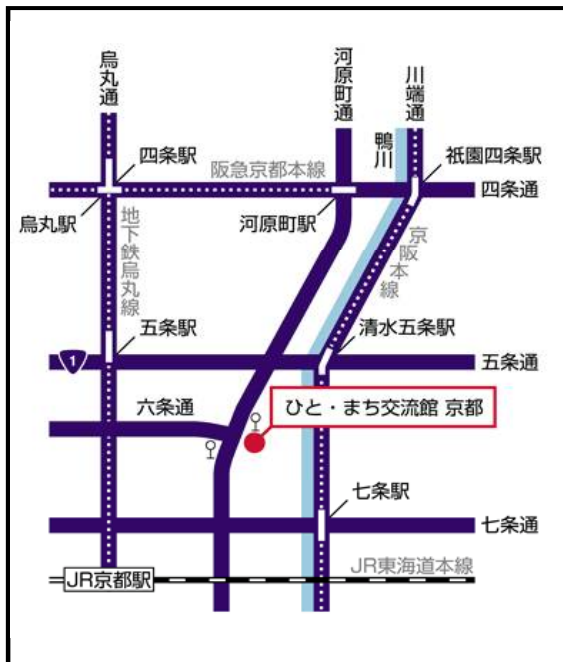 烏丸通
河原町通
川端通
鴨川
四条駅
阪急京都本線
祇園四条駅
四条通
烏丸駅
河原町駅
地下鉄烏丸線
京阪本線
五条駅
清水五条駅
1
五条通
六条通
ひと・まち交流館 京都
七条駅
七条通
JR東海道本線
JR京都駅